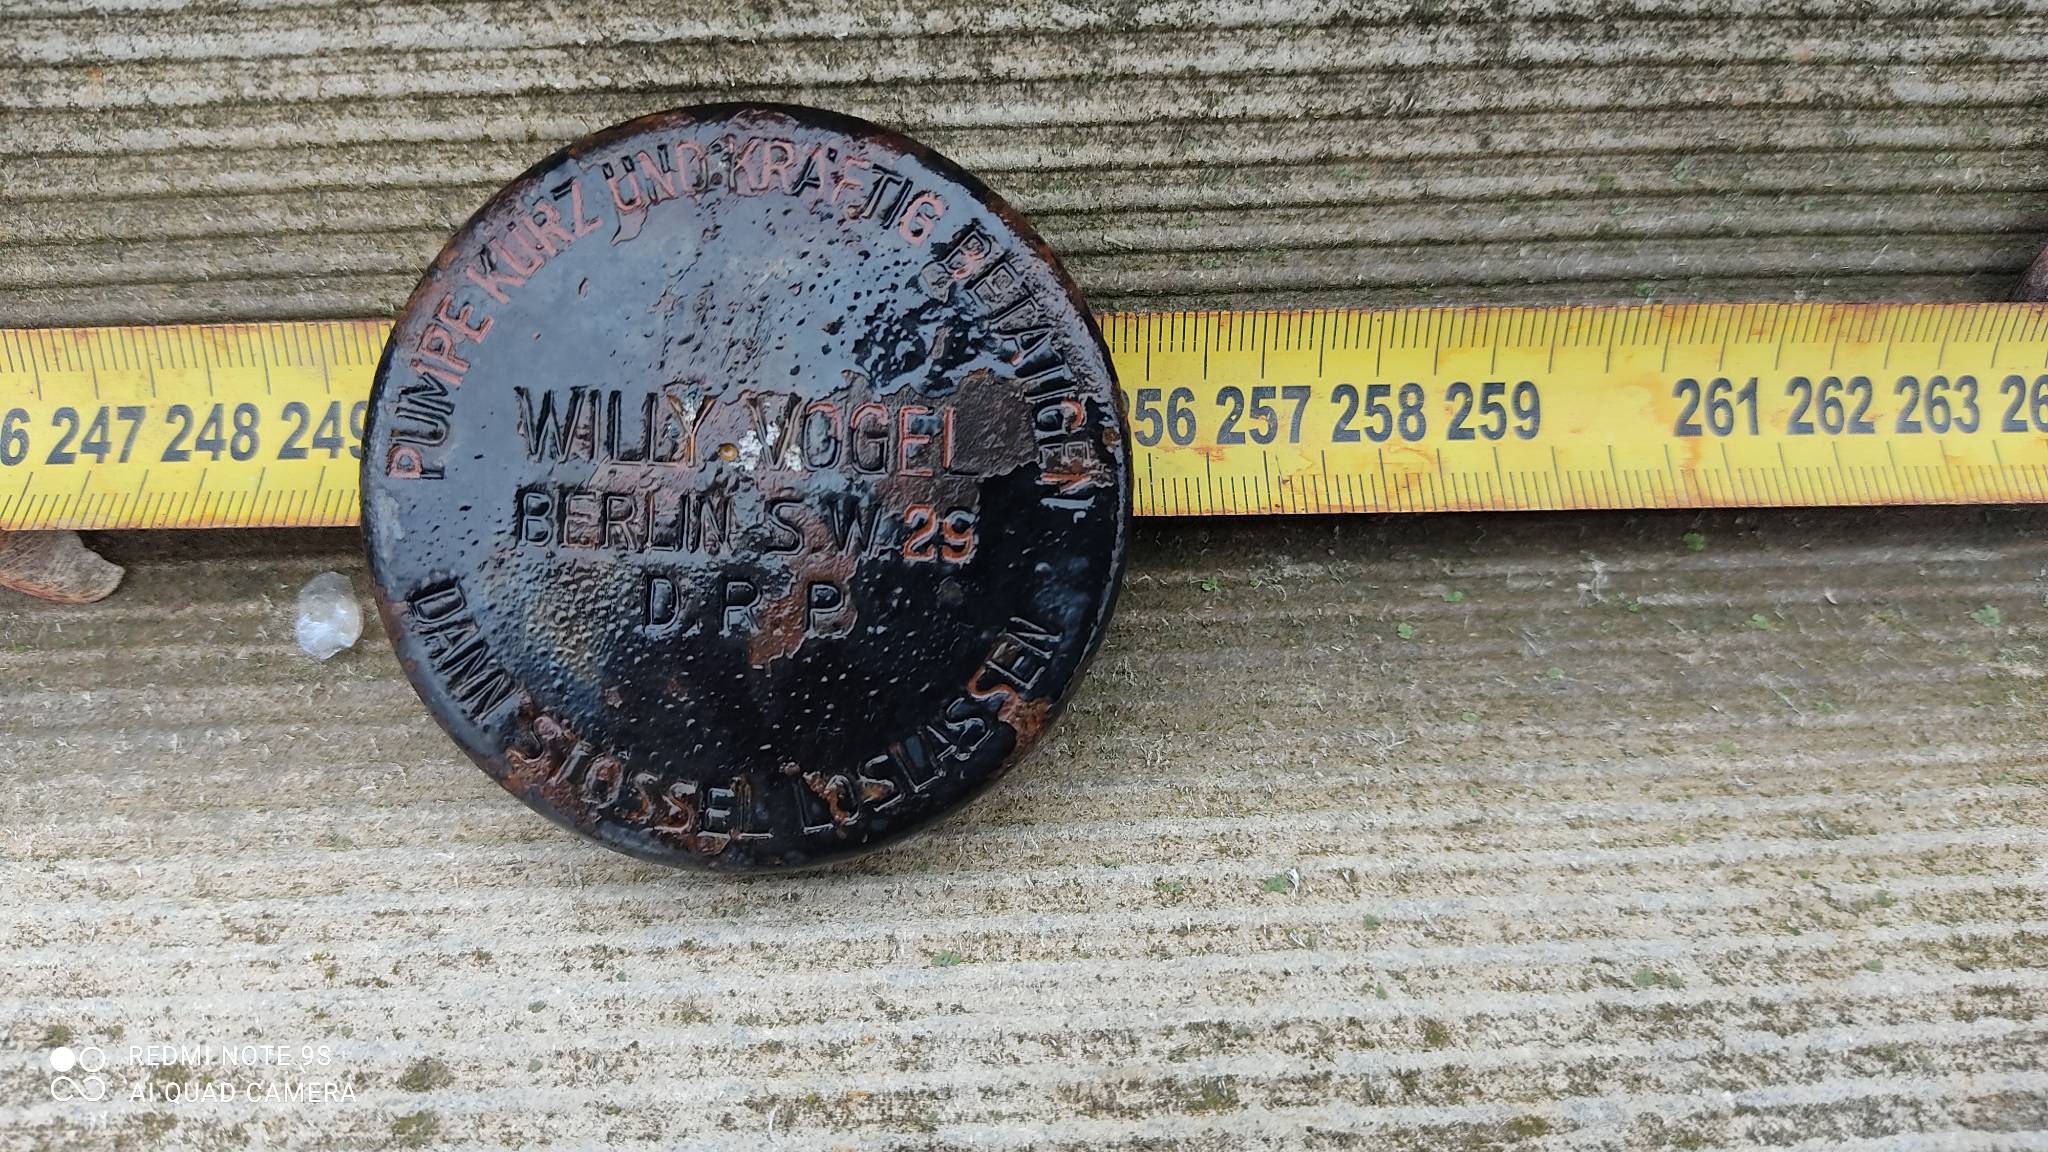 PUMPE KURZ UND KRÄFTIG BETÄTIGEN
WILLY VOGEL
BERLIN S W 29
D R P
DANN STÖSSEL LOSLASSEN
247 248 249 256 257 258 259 261 262 263
REDMI NOTE 9S
AI QUAD CAMERA